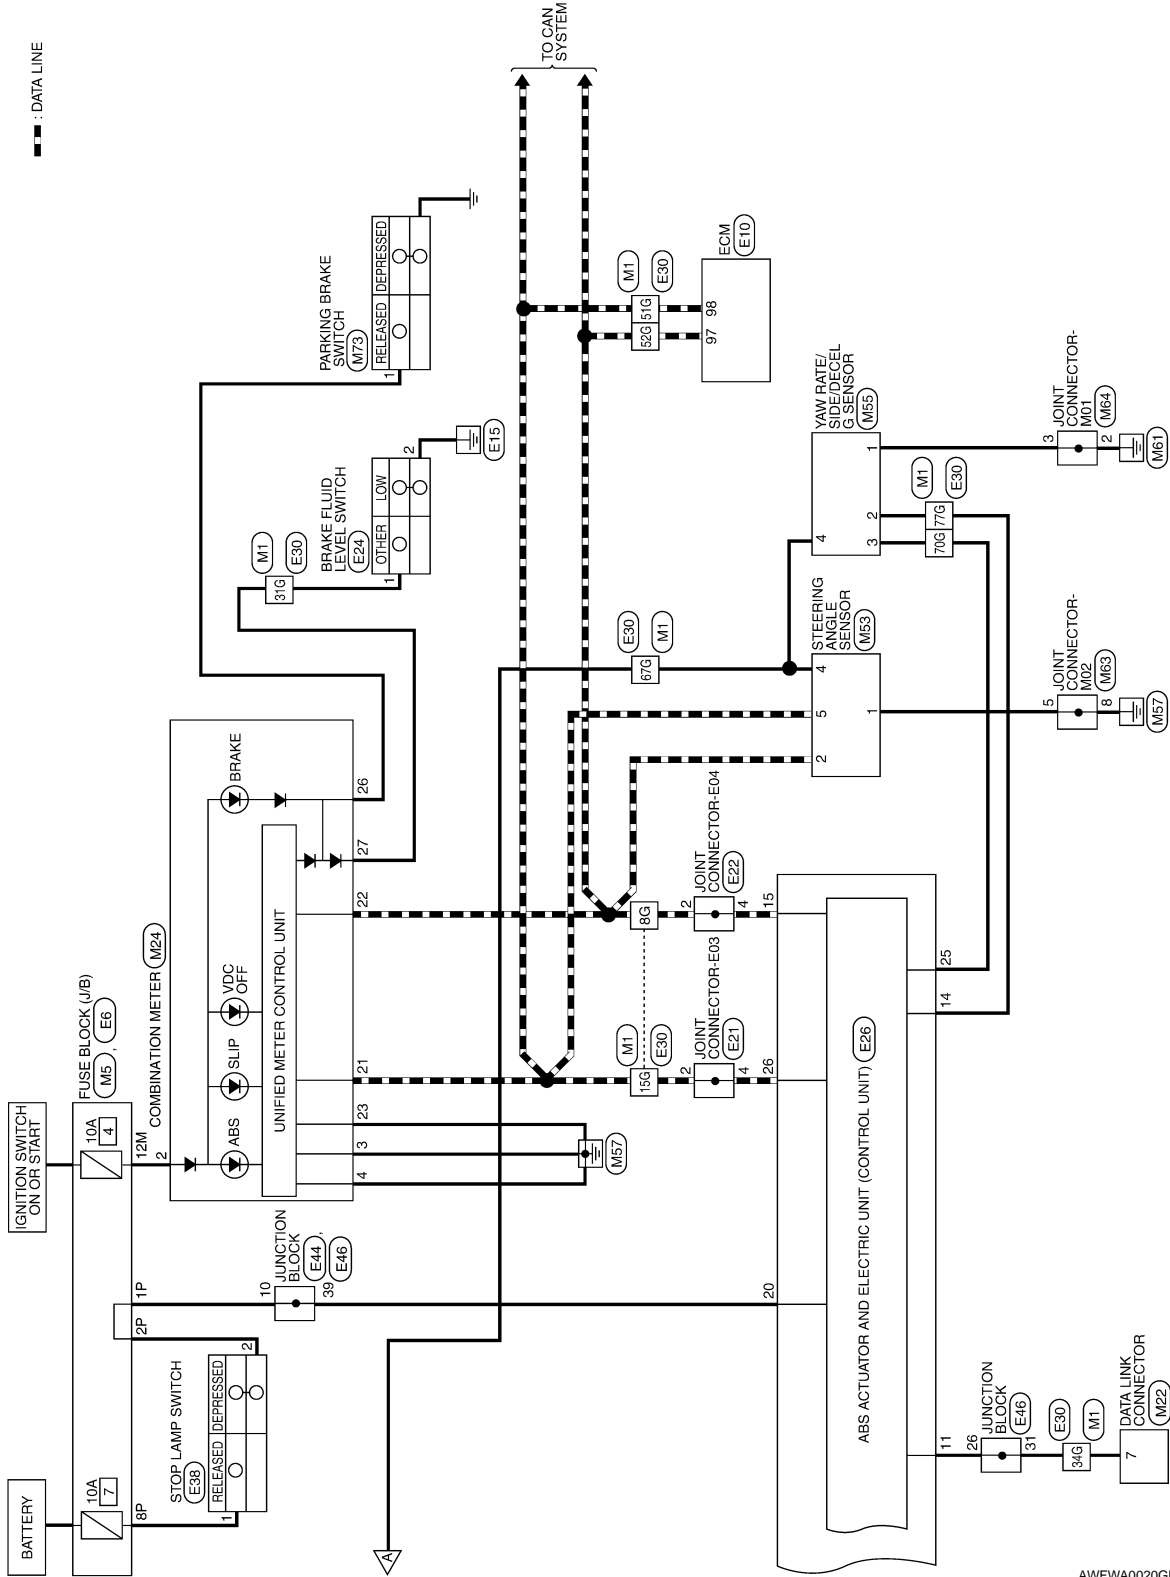 : DATA LINE
BATTERY
IGNITION SWITCH
ON OR START
FUSE BLOCK (J/B)
M5 , E6
10A
7
10A
4
8P
2P
1P
12M
STOP LAMP SWITCH
E38
RELEASED
DEPRESSED
1
2
JUNCTION
BLOCK
E44 ,
E46
10
39
COMBINATION METER
M24
2
ABS
SLIP
VDC
OFF
BRAKE
UNIFIED METER CONTROL UNIT
4
3
23
21
22
27
26
M57
BRAKE FLUID
LEVEL SWITCH
E24
OTHER
LOW
1
2
E15
31G
M1
E30
PARKING BRAKE
SWITCH
M73
RELEASED
DEPRESSED
1
TO CAN
SYSTEM
A
67G
E30
M1
52G
51G
M1
E30
ECM
E10
97
98
15G
M1
E30
8G
JOINT
CONNECTOR-E03
E21
2
4
JOINT
CONNECTOR-E04
E22
2
4
STEERING
ANGLE
SENSOR
M53
2
5
4
1
YAW RATE/
SIDE/DECEL
G SENSOR
M55
4
3
2
1
70G
77G
M1
E30
JOINT
CONNECTOR-
M02
M63
5
8
M57
JOINT
CONNECTOR-
M01
M64
3
2
M61
20
26
15
ABS ACTUATOR AND ELECTRIC UNIT (CONTROL UNIT)
E26
11
14
25
JUNCTION
BLOCK
E46
26
31
34G
E30
M1
DATA LINK
CONNECTOR
M22
7